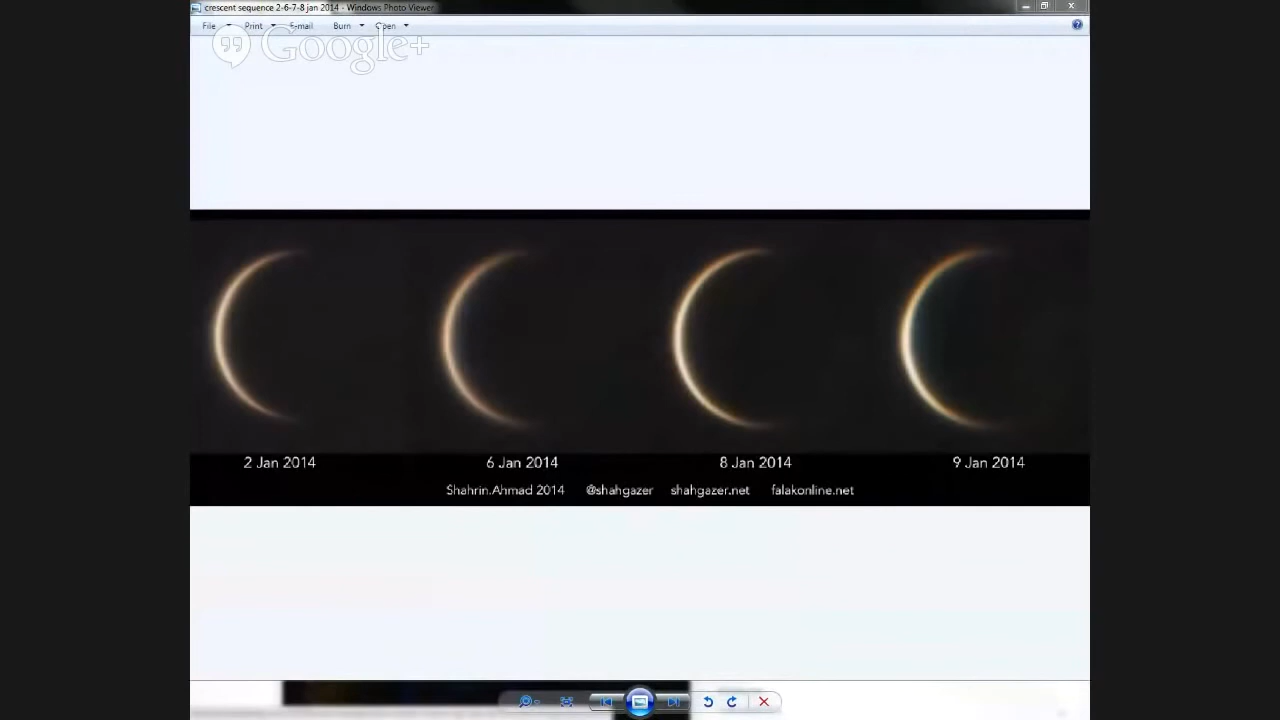 crescent sequence 2-6-7-8 jan 2014 - Windows Photo Viewer
File Print E-mail Burn Open
Google+
2 Jan 2014 6 Jan 2014 8 Jan 2014 9 Jan 2014
Shahrin.Ahmad 2014 @shahgazer shahgazer.net falakonline.net